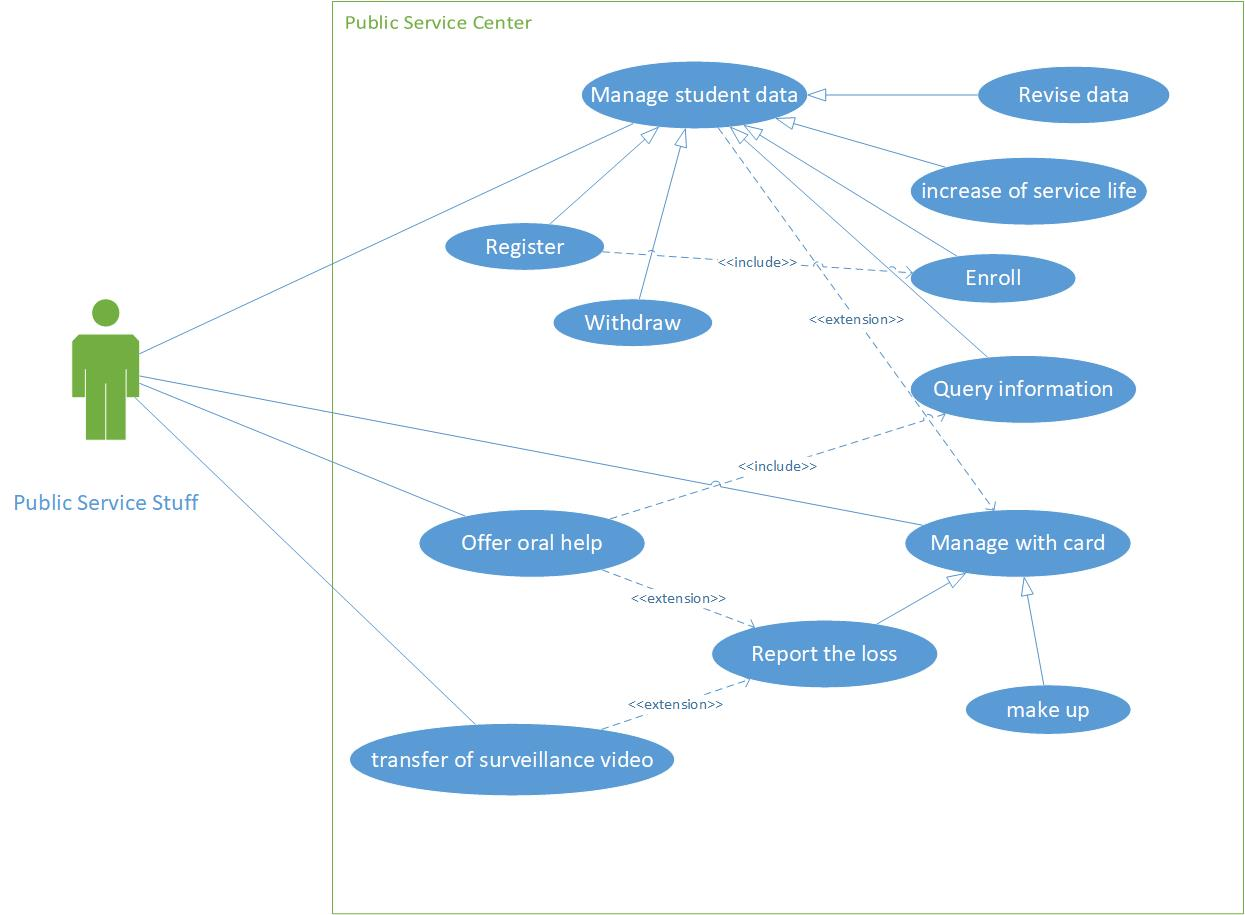 Public Service Center
Manage student data
Revise data
increase of service life
Register
<<include>>
Enroll
Withdraw
<<extension>>
Query information
<<include>>
Public Service Stuff
Offer oral help
Manage with card
<<extension>>
Report the loss
<<extension>>
make up
transfer of surveillance video